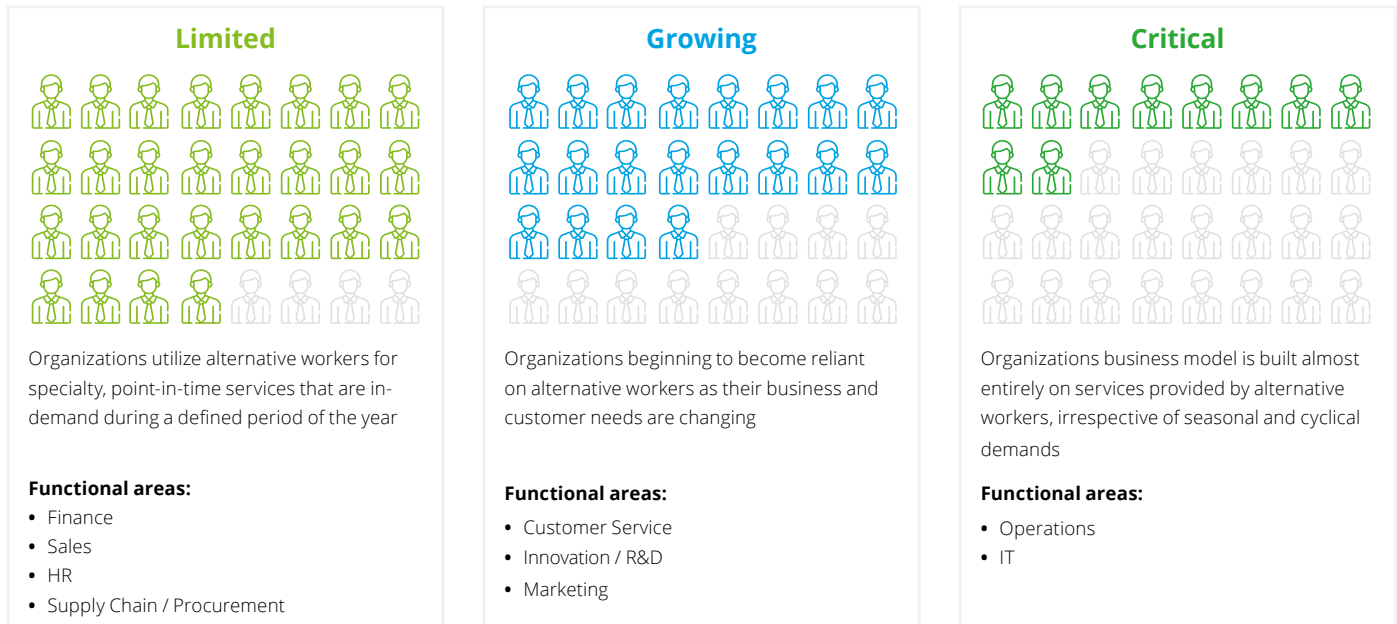 Limited
Organizations utilize alternative workers for
specialty, point-in-time services that are in-
demand during a defined period of the year
Functional areas:
• Finance
• Sales
• HR
• Supply Chain / Procurement
Growing
Organizations beginning to become reliant
on alternative workers as their business and
customer needs are changing
Functional areas:
• Customer Service
• Innovation / R&D
• Marketing
Critical
Organizations business model is built almost
entirely on services provided by alternative
workers, irrespective of seasonal and cyclical
demands
Functional areas:
• Operations
• IT